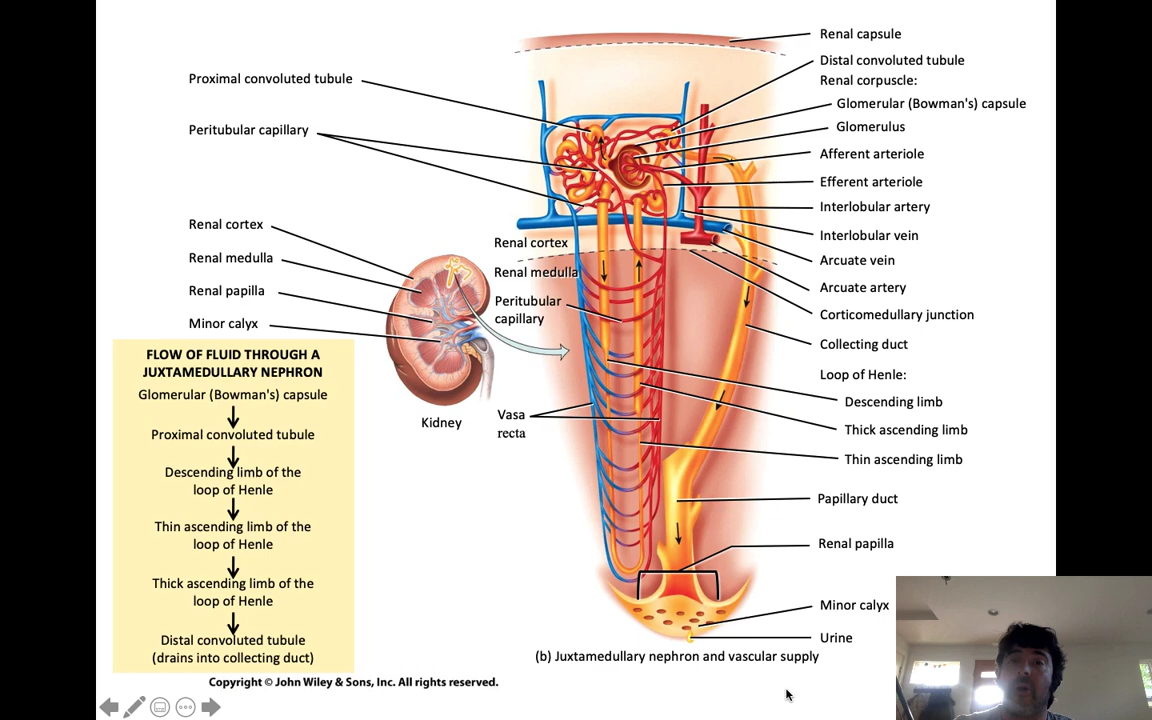 Renal capsule
Distal convoluted tubule
Renal corpuscle:
Glomerular (Bowman's) capsule
Glomerulus
Afferent arteriole
Efferent arteriole
Interlobular artery
Interlobular vein
Arcuate vein
Arcuate artery
Corticomedullary junction
Collecting duct
Loop of Henle:
Descending limb
Thick ascending limb
Thin ascending limb
Papillary duct
Renal papilla
Minor calyx
Urine
Proximal convoluted tubule
Peritubular capillary
Renal cortex
Renal medulla
Renal papilla
Minor calyx
Kidney
Renal cortex
Renal medulla
Peritubular
capillary
Vasa
recta
FLOW OF FLUID THROUGH A
JUXTAMEDULLARY NEPHRON
Glomerular (Bowman's) capsule
Proximal convoluted tubule
Descending limb of the
loop of Henle
Thin ascending limb of the
loop of Henle
Thick ascending limb of the
loop of Henle
Distal convoluted tubule
(drains into collecting duct)
(b) Juxtamedullary nephron and vascular supply
Copyright © John Wiley & Sons, Inc. All rights reserved.